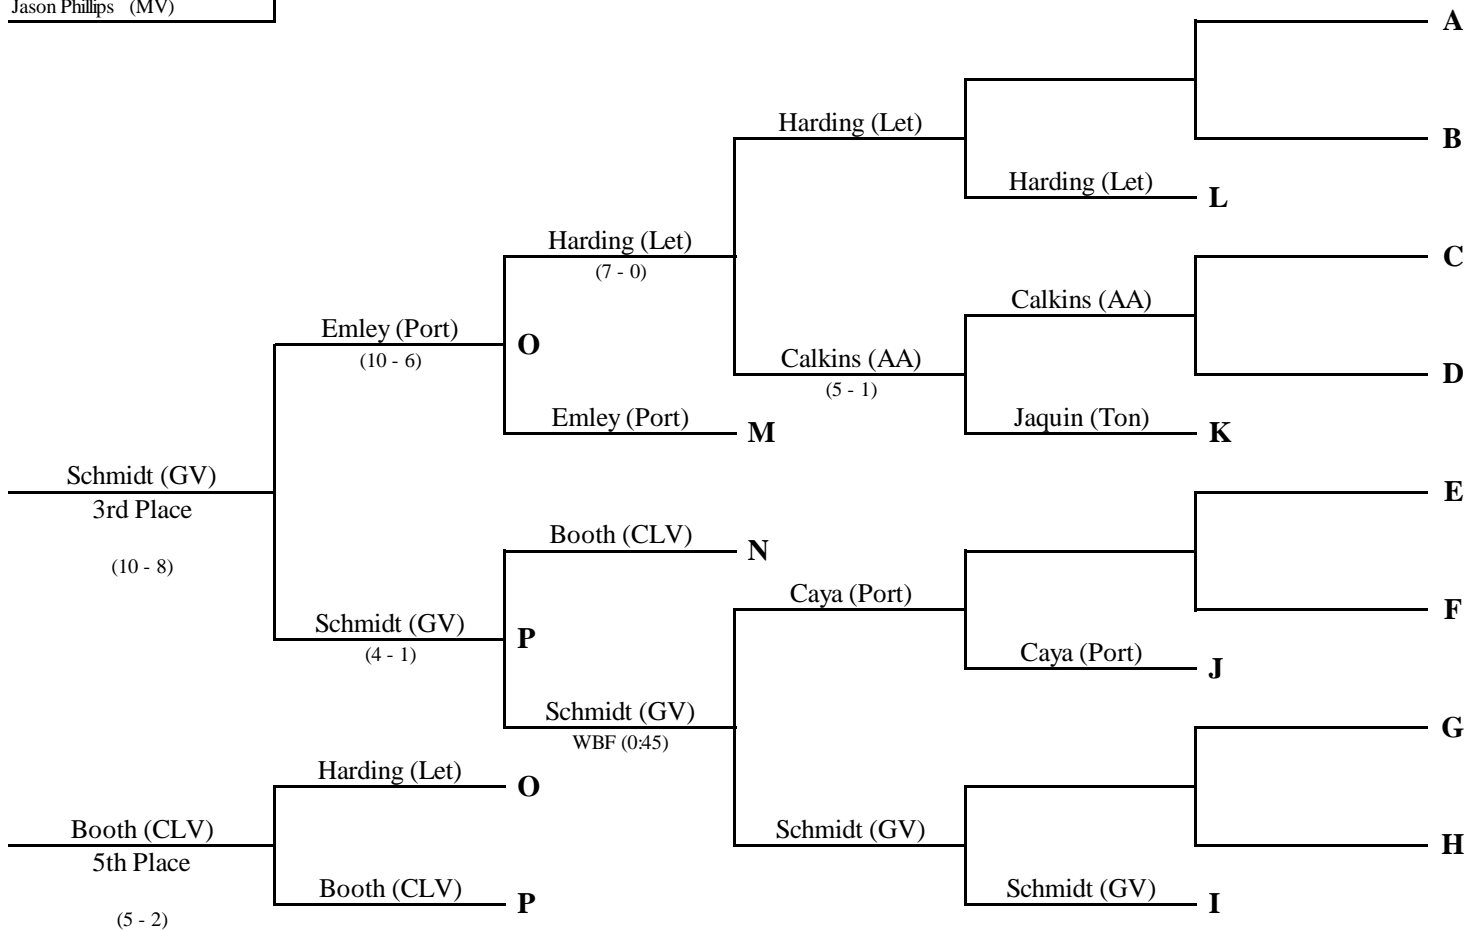 Jason Phillips (MV)
A
Harding (Let)
B
Harding (Let) L
Harding (Let)
(7 - 0)
C
Calkins (AA)
Emley (Port)
(10 - 6)
O
Calkins (AA)
(5 - 1)
D
Emley (Port) M
Jaquin (Ton) K
Schmidt (GV)
3rd Place
(10 - 8)
E
Booth (CLV) N
Caya (Port)
F
Schmidt (GV)
(4 - 1)
P
Caya (Port) J
Schmidt (GV)
WBF (0:45)
G
Harding (Let) O
Booth (CLV)
5th Place
(5 - 2)
Schmidt (GV)
H
Booth (CLV) P
Schmidt (GV) I